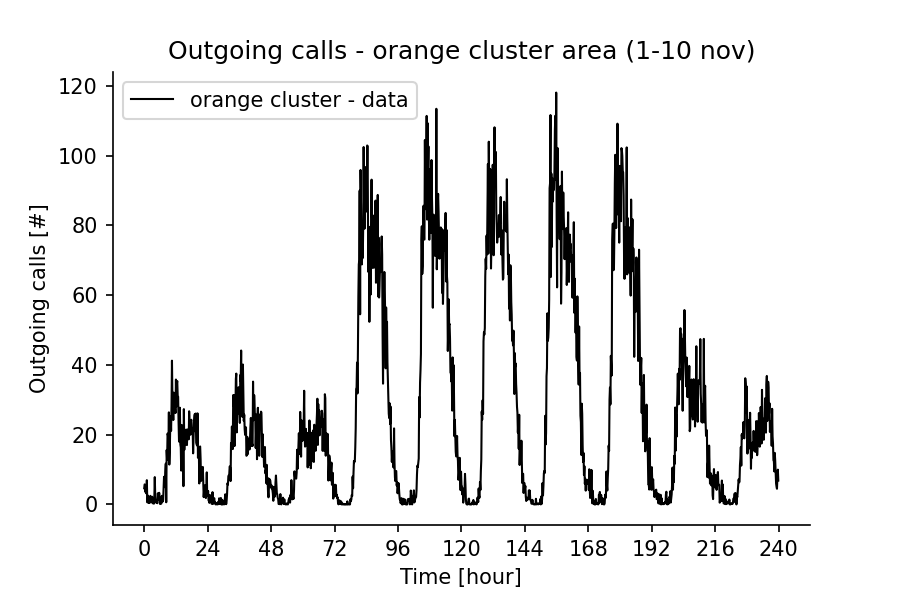 Outgoing calls - orange cluster area (1-10 nov)
orange cluster - data
Outgoing calls [#]
120
100
80
60
40
20
0
0 24 48 72 96 120 144 168 192 216 240
Time [hour]